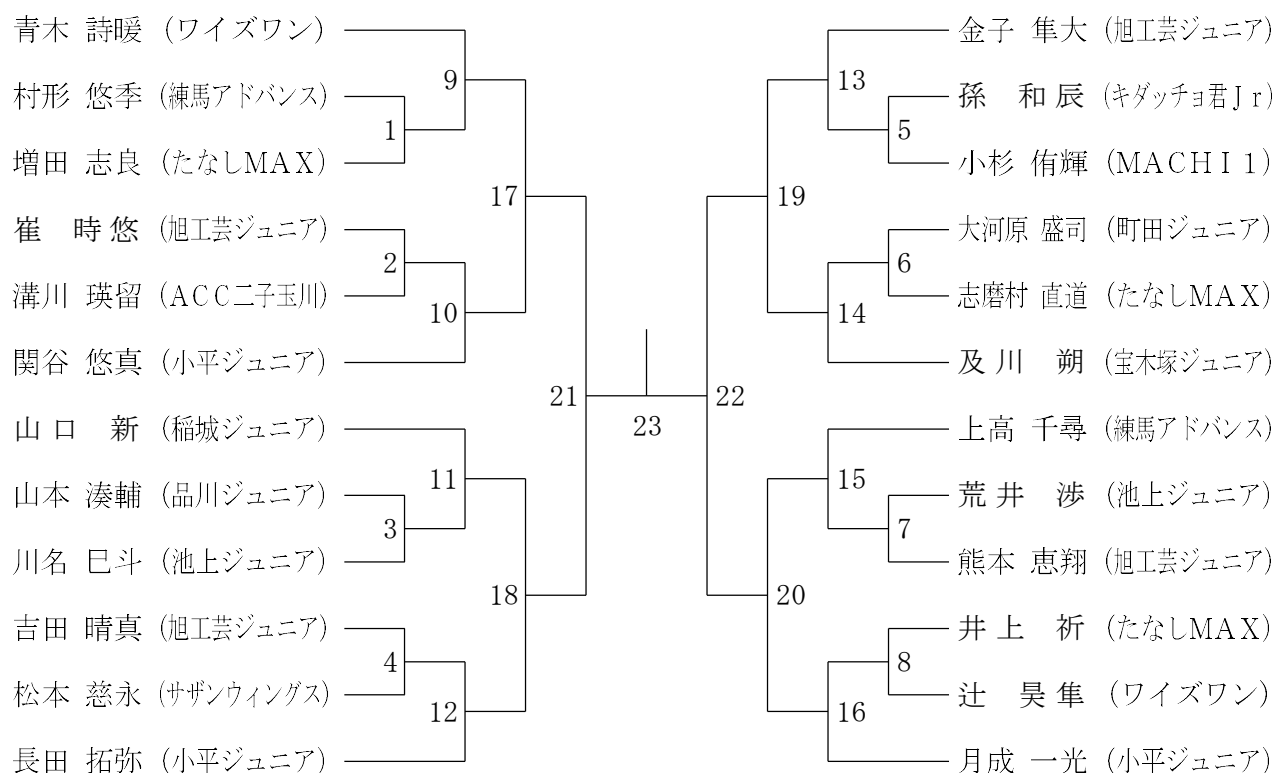 青木 詩暖 (ワイズワン)
9
村形 悠季 (練馬アドバンス)
1
増田 志良 (たなしMAX)
17
崔 時悠 (旭工芸ジュニア)
2
溝川 瑛留 (ACC二子玉川)
10
関谷 悠真 (小平ジュニア)
21
山口 新 (稲城ジュニア)
11
山本 湊輔 (品川ジュニア)
3
川名 巳斗 (池上ジュニア)
18
吉田 晴真 (旭工芸ジュニア)
4
松本 慈永 (サザンウィングス)
12
長田 拓弥 (小平ジュニア)
23
金子 隼大 (旭工芸ジュニア)
13
孫 和辰 (キダッチョ君Jr)
5
小杉 侑輝 (MACHI1)
19
大河原 盛司 (町田ジュニア)
6
志磨村 直道 (たなしMAX)
14
及川 朔 (宝木塚ジュニア)
22
上高 千尋 (練馬アドバンス)
15
荒井 渉 (池上ジュニア)
7
熊本 恵翔 (旭工芸ジュニア)
20
井上 祈 (たなしMAX)
8
辻 昊隼 (ワイズワン)
16
月成 一光 (小平ジュニア)